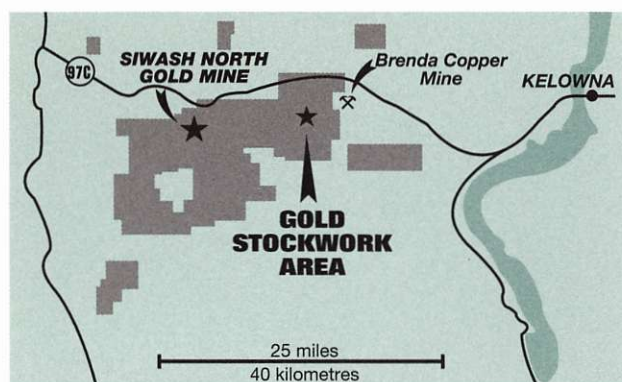 97C
SIWASH NORTH
GOLD MINE
Brenda Copper
Mine
KELOWNA
GOLD
STOCKWORK
AREA
25 miles
40 kilometres